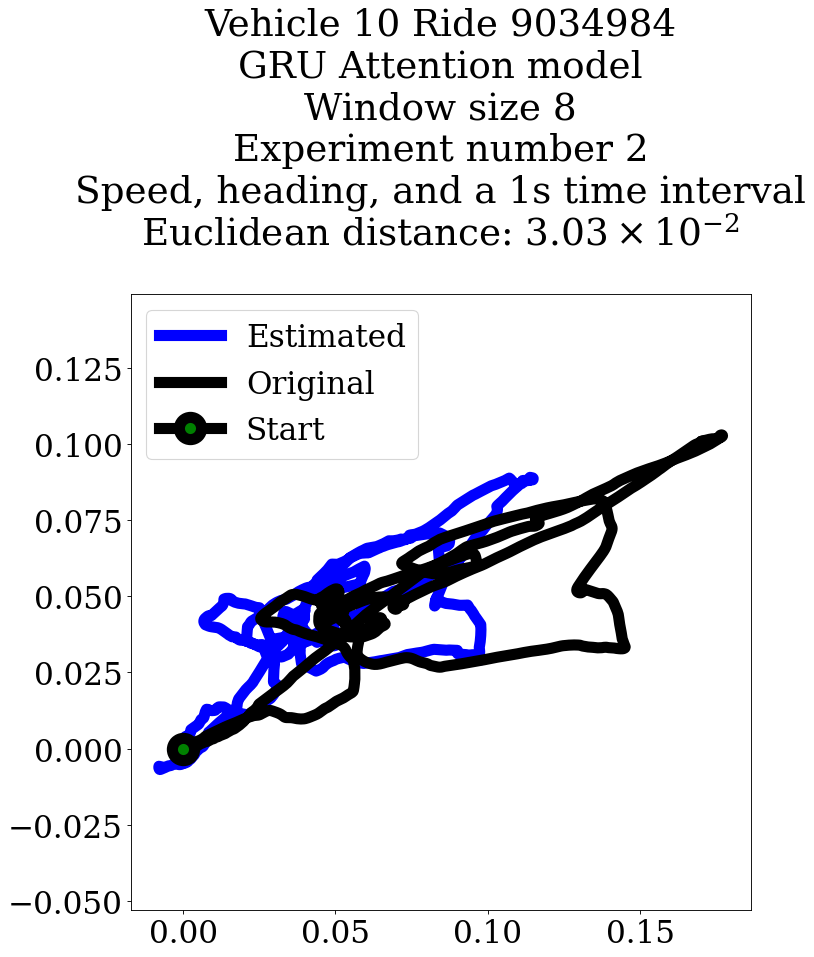 Vehicle 10 Ride 9034984
GRU Attention model
Window size 8
Experiment number 2
Speed, heading, and a 1s time interval
Euclidean distance: 3.03 × 10⁻²
Estimated
Original
Start
0.125
0.100
0.075
0.050
0.025
0.000
−0.025
−0.050
0.00 0.05 0.10 0.15